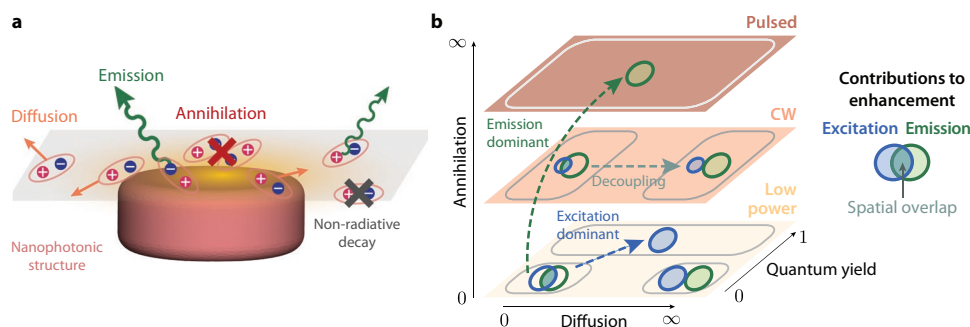 a
Emission
Diffusion
Annihilation
Nanophotonic
structure
Non-radiative
decay
b
Pulsed
∞
Emission
dominant
CW
Decoupling
Annihilation
Low
power
Excitation
dominant
1
Quantum yield
0
0
0
Diffusion
∞
Contributions to
enhancement
Excitation Emission
Spatial overlap